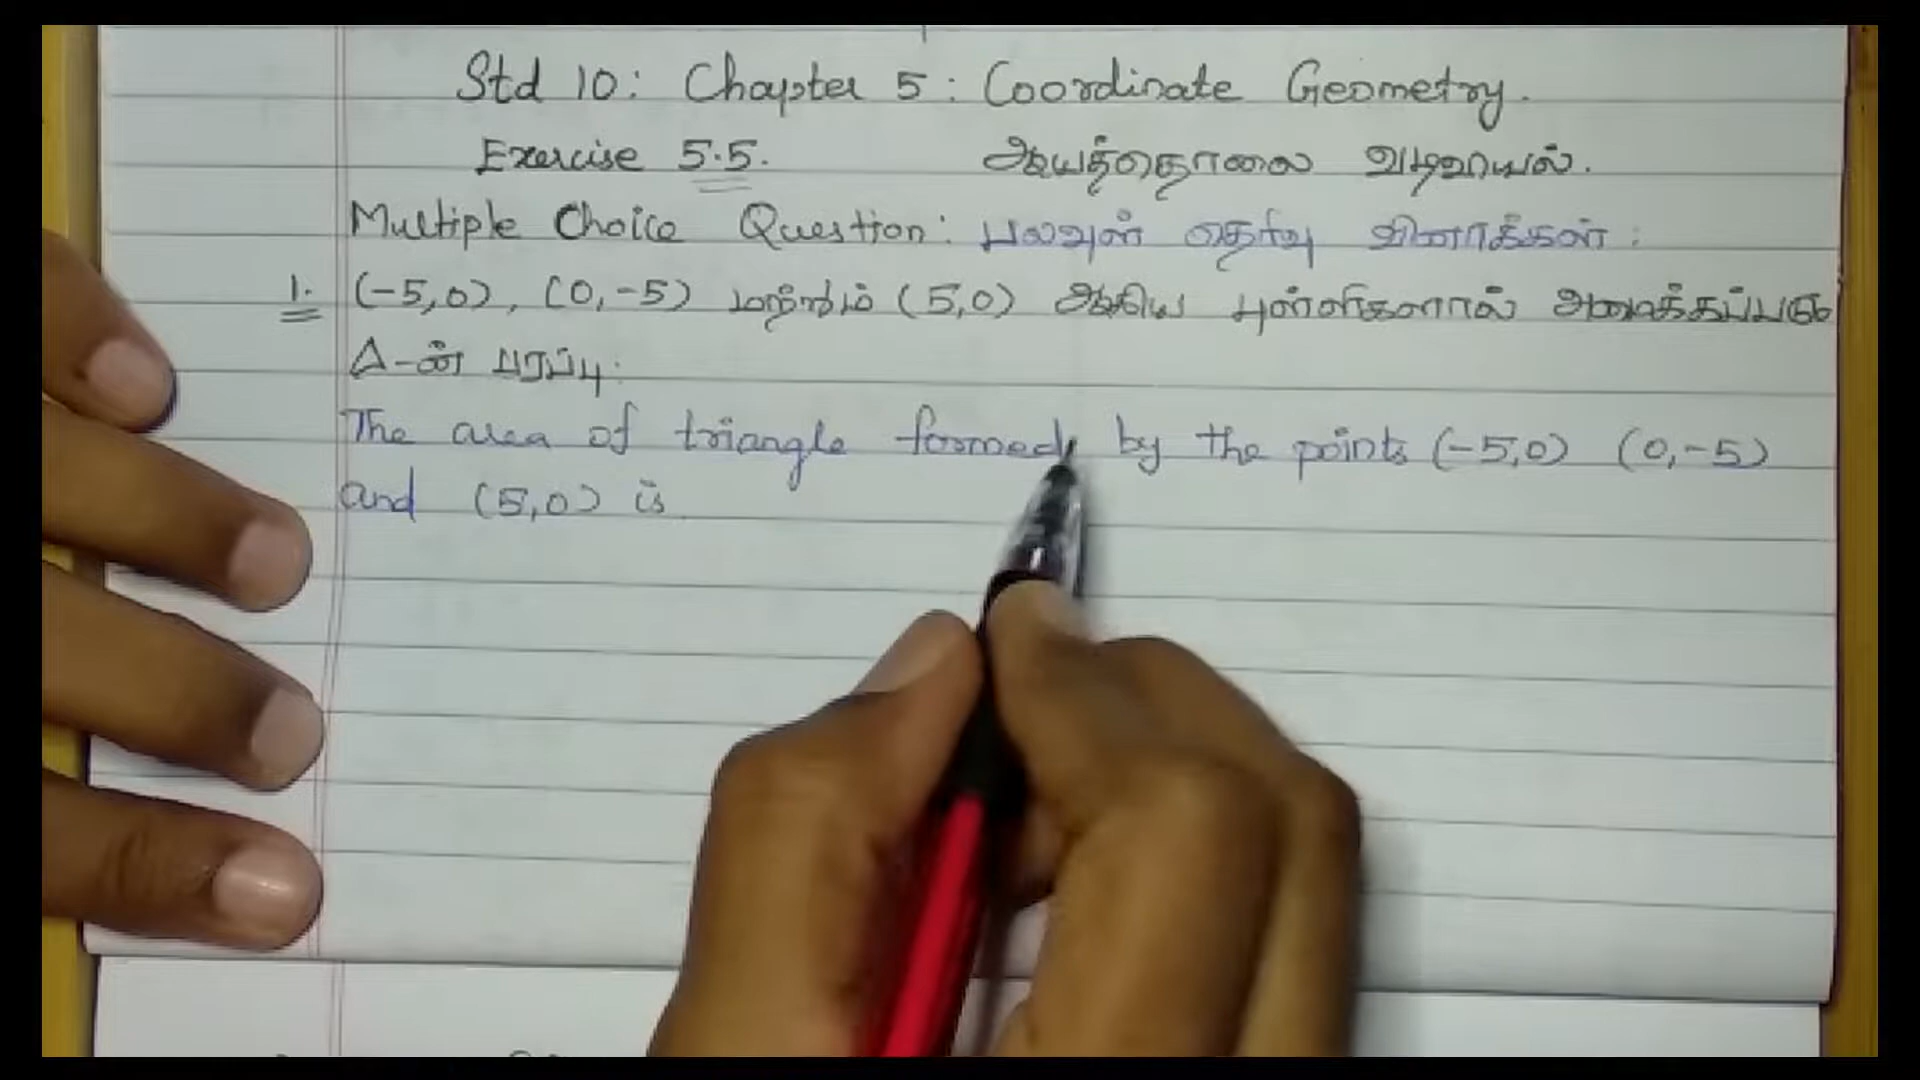 Std 10: Chapter 5: Coordinate Geometry.
Exercise 5.5. ஆயத்தொலை வடிவியல்.
Multiple Choice Question: பலவுள் தெரிவு வினாக்கள் :
1. (-5,0), (0,-5) மற்றும் (5,0) ஆகிய புள்ளிகளால் அமைக்கப்படும்
Δ-ன் பரப்பு.
The area of triangle formed by the points (-5,0) (0,-5)
and (5,0) is